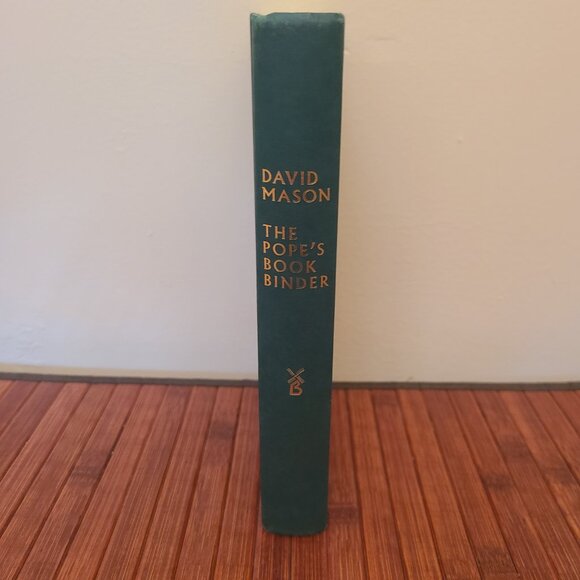 DAVID
MASON
THE
POPE'S
BOOK
BINDER
B